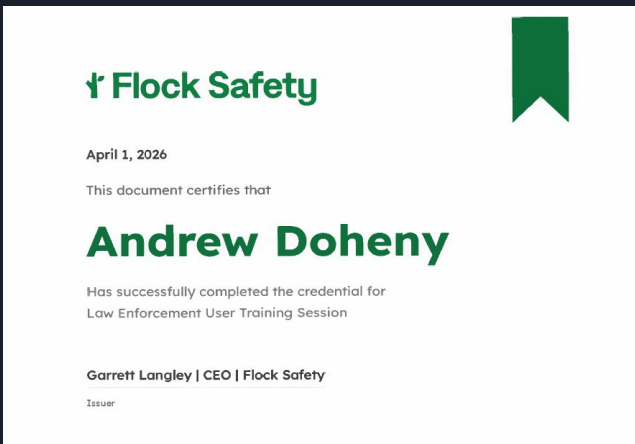 Flock Safety
April 1, 2026
This document certifies that
Andrew Doheny
Has successfully completed the credential for
Law Enforcement User Training Session
Garrett Langley | CEO | Flock Safety
Issuer